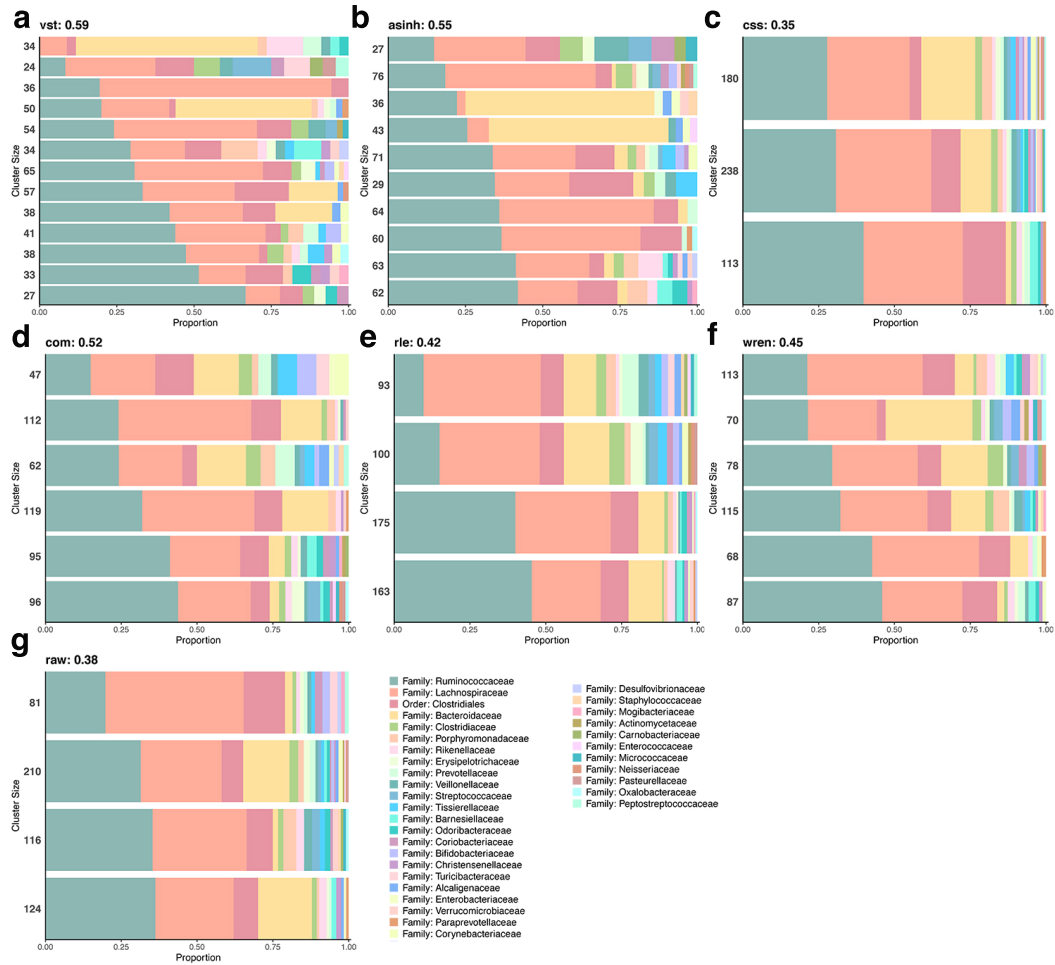 a
vst: 0.59
Cluster Size
34
24
36
50
54
34
65
57
38
41
38
33
27
0.00 0.25 0.50 0.75 1.00
Proportion
b
asinh: 0.55
Cluster Size
27
76
36
43
71
29
64
60
63
62
0.00 0.25 0.50 0.75 1.00
Proportion
c
css: 0.35
Cluster Size
180
238
113
0.00 0.25 0.50 0.75 1.00
Proportion
d
com: 0.52
Cluster Size
47
112
62
119
95
96
0.00 0.25 0.50 0.75 1.00
Proportion
e
rle: 0.42
Cluster Size
93
100
175
163
0.00 0.25 0.50 0.75 1.00
Proportion
f
wren: 0.45
Cluster Size
113
70
78
115
68
87
0.00 0.25 0.50 0.75 1.00
Proportion
g
raw: 0.38
Cluster Size
81
210
116
124
0.00 0.25 0.50 0.75 1.00
Proportion
Family: Ruminococcaceae
Family: Lachnospiraceae
Order: Clostridiales
Family: Bacteroidaceae
Family: Clostridiaceae
Family: Porphyromonadaceae
Family: Rikenellaceae
Family: Erysipelotrichaceae
Family: Prevotellaceae
Family: Veillonellaceae
Family: Streptococcaceae
Family: Tissierellaceae
Family: Barnesiellaceae
Family: Odoribacteraceae
Family: Coriobacteriaceae
Family: Bifidobacteriaceae
Family: Christensenellaceae
Family: Turicibacteraceae
Family: Alcaligenaceae
Family: Enterobacteriaceae
Family: Verrucomicrobiaceae
Family: Paraprevotellaceae
Family: Corynebacteriaceae
Family: Desulfovibrionaceae
Family: Staphylococcaceae
Family: Mogibacteriaceae
Family: Actinomycetaceae
Family: Carnobacteriaceae
Family: Enterococcaceae
Family: Micrococcaceae
Family: Neisseriaceae
Family: Pasteurellaceae
Family: Oxalobacteraceae
Family: Peptostreptococcaceae